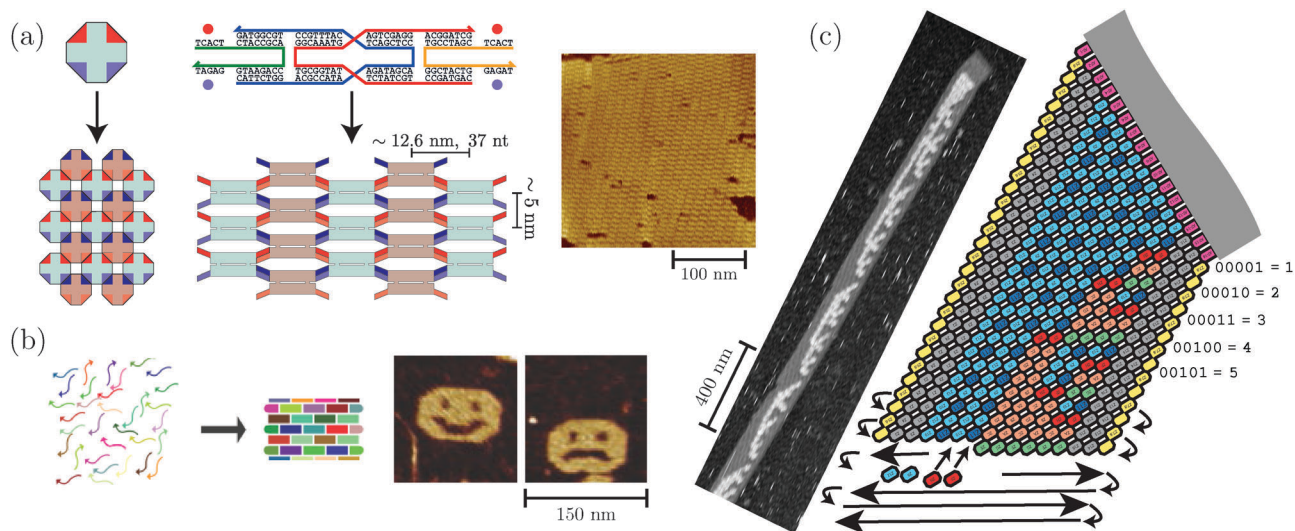 (a)
GATGGCGT CCGTTTAC AGTCGAGG ACGGATCG
TCACT CTACCGCA GGCAAATG TCAGCTCC TGCCTAGC TCACT
TAGAG GTAAGACC TGCGGTAT AGATAGCA GGCTACTG GAGAT
CATTCTGG ACGCCATA TCTATCGT CCGATGAC
~ 12.6 nm, 37 nt
~ 5 nm
100 nm
(b)
150 nm
(c)
400 nm
00001 = 1
00010 = 2
00011 = 3
00100 = 4
00101 = 5